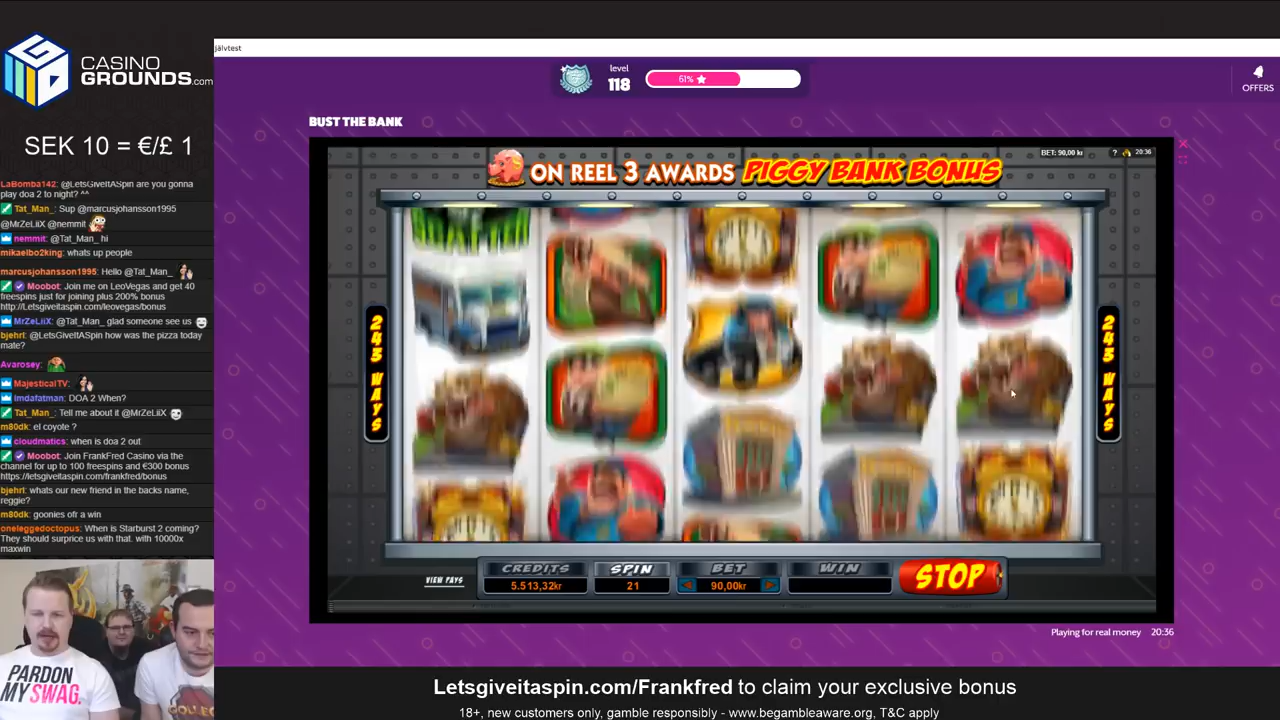 CASINO
GROUNDS.com
SEK 10 = €/£ 1
LaBomba142: @LetsGiveItASpin are you gonna
play doa 2 to night? ^^
Tat_Man_: Sup @marcusjohansson1995
@MrZeLiiX @nemmit
nemmit: @Tat_Man_ hi
mikaelbo2king: whats up people
marcusjohansson1995: Hello @Tat_Man_
Moobot: Join me on LeoVegas and get 40
freespins just for joining plus 200% bonus
http://Letsgiveitaspin.com/leovegas/bonus
MrZeLiiX: @Tat_Man_ glad someone see us
bjehrl: @LetsGiveItASpin how was the pizza today
mate?
Avarosey:
MajesticalTV:
imdafatman: DOA 2 When?
Tat_Man_: Tell me about it @MrZeLiiX
m80dk: el coyote ?
cloudmatics: when is doa 2 out
Moobot: Join FrankFred Casino via the
channel for up to 100 freespins and €300 bonus
https://letsgiveitaspin.com/frankfred/bonus
bjehrl: whats our new friend in the backs name,
reggie?
m80dk: goonies ofr a win
oneleggedoctopus: When is Starburst 2 coming?
They should surprise us with that. with 10000x
maxwin
PARDON
MY SWAG.
jälvtest
level
118
61%
OFFERS
BUST THE BANK
BET: 90,00 kr
?
20:36
ON REEL 3 AWARDS PIGGY BANK BONUS
243 WAYS
243 WAYS
VIEW PAYS
CREDITS
5.513,32kr
SPIN
21
BET
90,00kr
WIN
STOP
Playing for real money 20:36
Letsgiveitaspin.com/Frankfred to claim your exclusive bonus
18+, new customers only, gamble responsibly - www.begambleaware.org, T&C apply